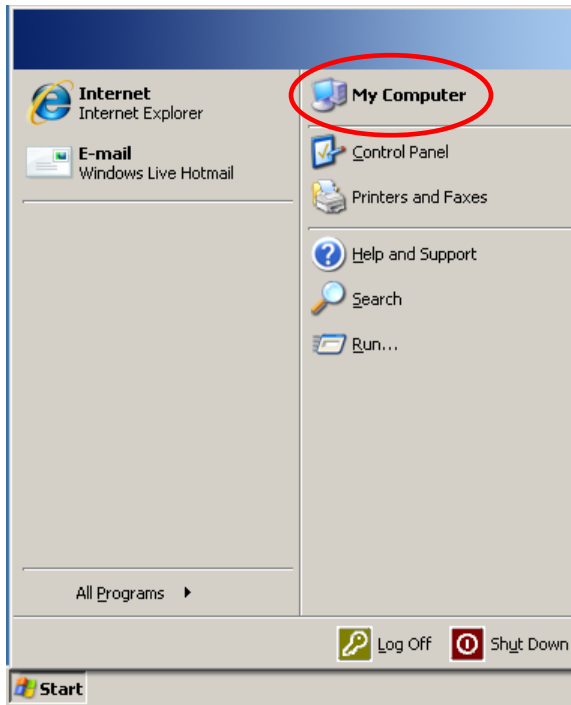 Internet
Internet Explorer
E-mail
Windows Live Hotmail
My Computer
Control Panel
Printers and Faxes
Help and Support
Search
Run...
All Programs
Log Off
Shut Down
Start